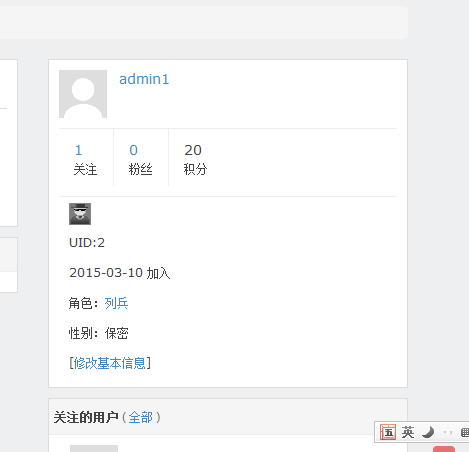 admin1
1 0 20
关注 粉丝 积分
UID:2
2015-03-10 加入
角色：列兵
性别：保密
[修改基本信息]
关注的用户 ( 全部 )
五 英